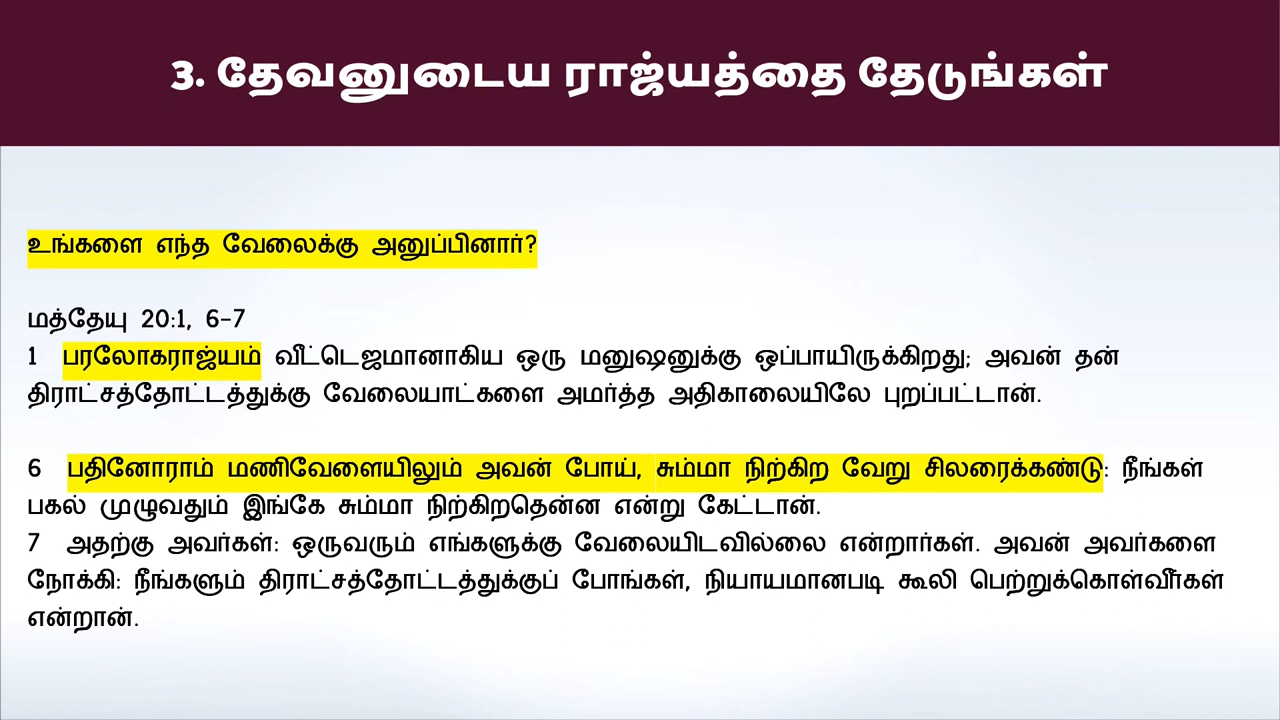 3. தேவனுடைய ராஜ்யத்தை தேடுங்கள்
உங்களை எந்த வேலைக்கு அனுப்பினார்?
மத்தேயு 20:1, 6-7
1 பரலோகராஜ்யம் வீட்டெஜமானாகிய ஒரு மனுஷனுக்கு ஒப்பாயிருக்கிறது; அவன் தன்
திராட்சத்தோட்டத்துக்கு வேலையாட்களை அமர்த்த அதிகாலையிலே புறப்பட்டான்.
6 பதினோராம் மணிவேளையிலும் அவன் போய், சும்மா நிற்கிற வேறு சிலரைக்கண்டு: நீங்கள்
பகல் முழுவதும் இங்கே சும்மா நிற்கிறதென்ன என்று கேட்டான்.
7 அதற்கு அவர்கள்: ஒருவரும் எங்களுக்கு வேலையிடவில்லை என்றார்கள். அவன் அவர்களை
நோக்கி: நீங்களும் திராட்சத்தோட்டத்துக்குப் போங்கள், நியாயமானபடி கூலி பெற்றுக்கொள்வீர்கள்
என்றான்.